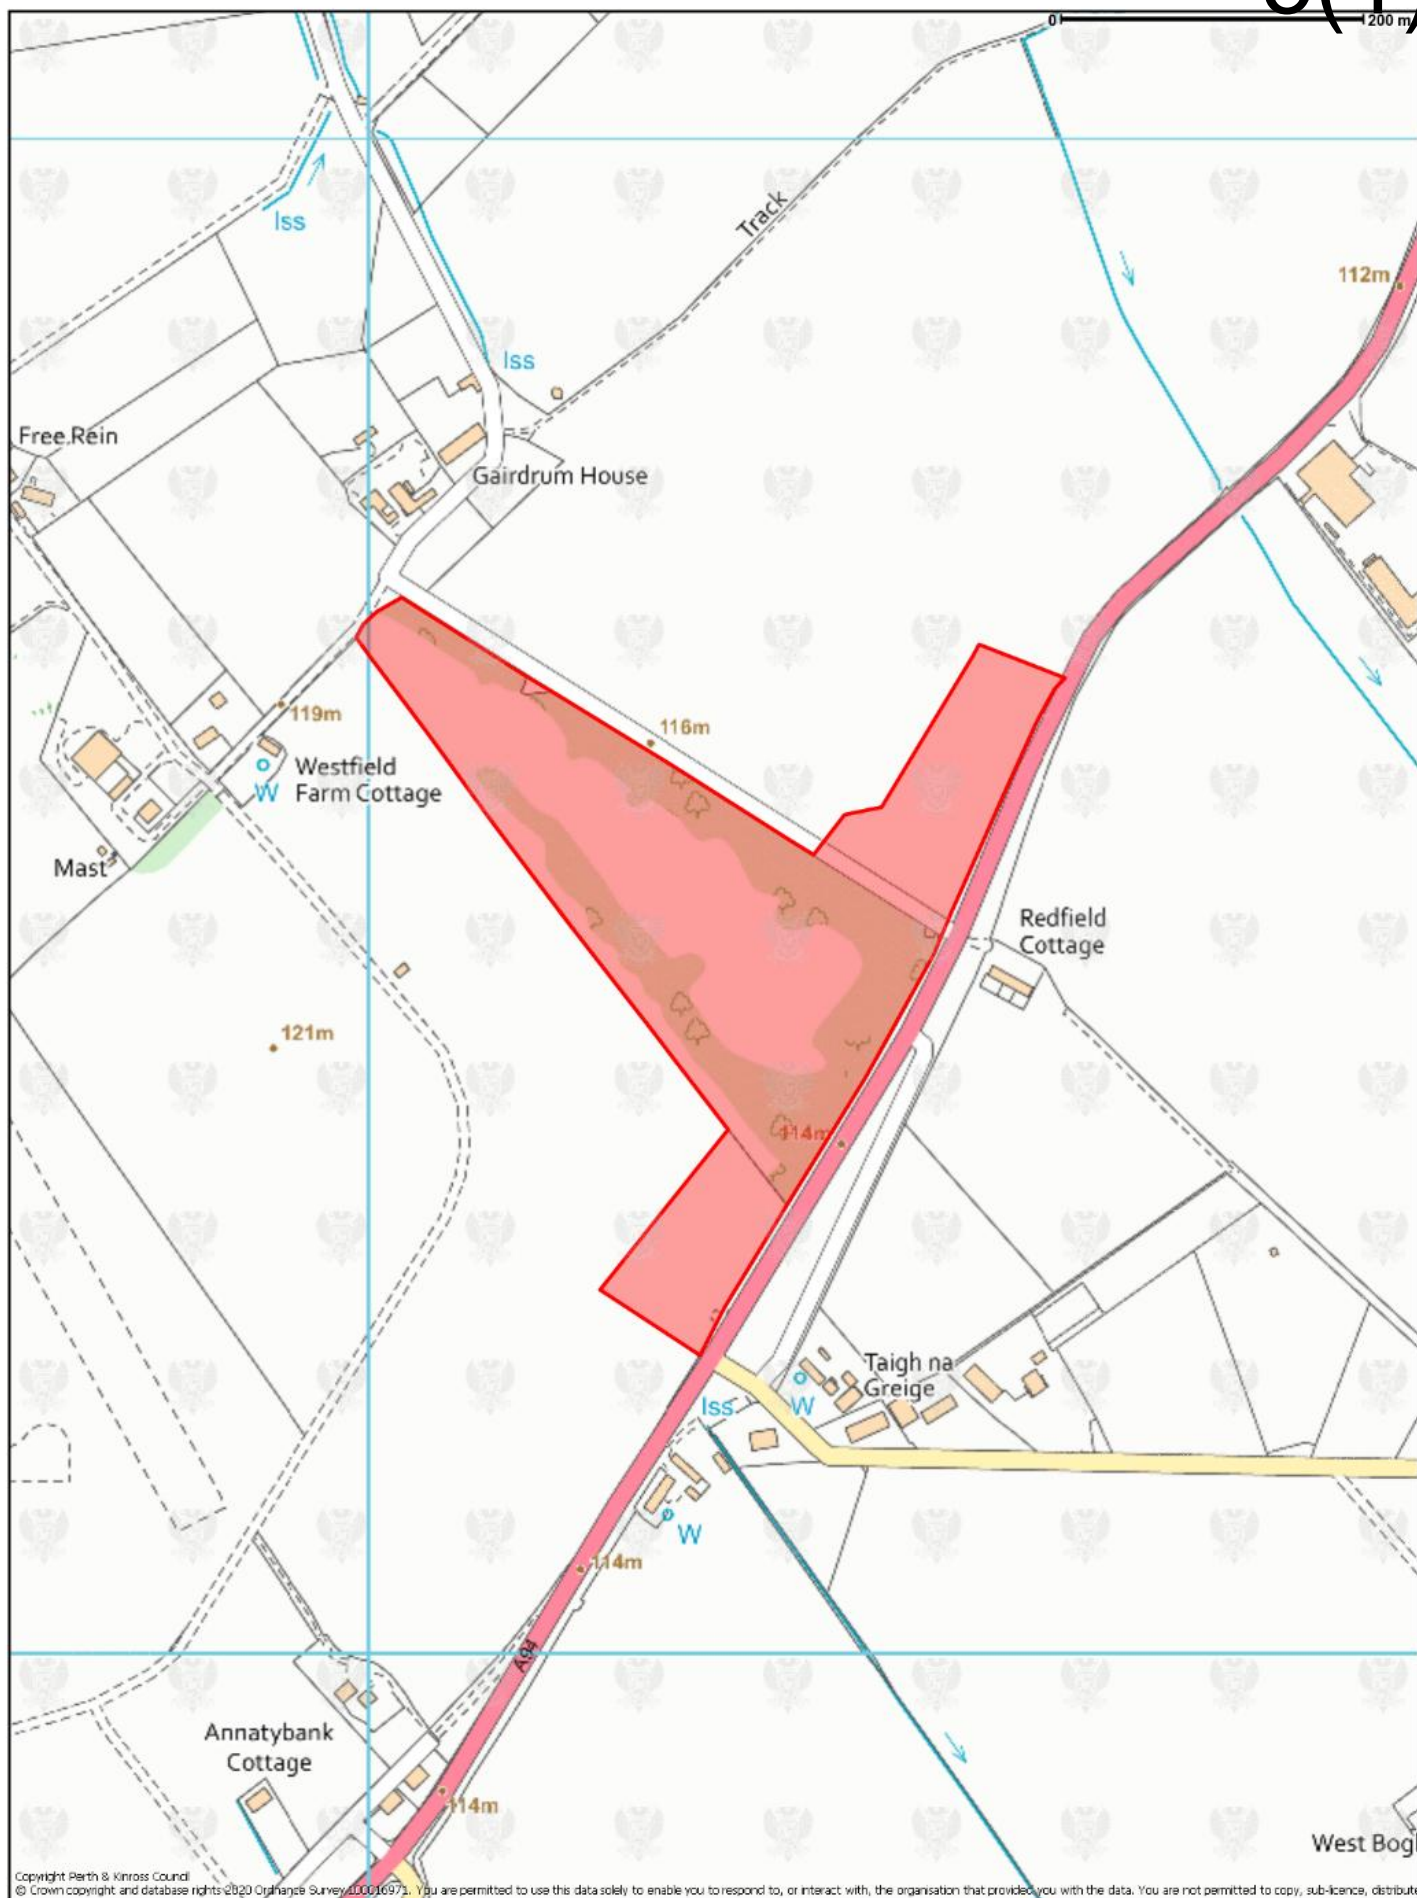 0
200 m
Track
Iss
112m
Iss
Free Rein
Gairdrum House
119m
116m
Westfield
Farm Cottage
W
Mast
Redfield
Cottage
121m
114m
Taigh na
Greige
Iss
W
W
114m
A94
Annatybank
Cottage
114m
West Bog
Copyright Perth & Kinross Council
© Crown copyright and database rights 2020 Ordnance Survey 100016971. You are permitted to use this data solely to enable you to respond to, or interact with, the organisation that provided you with the data. You are not permitted to copy, sub-licence, distribut